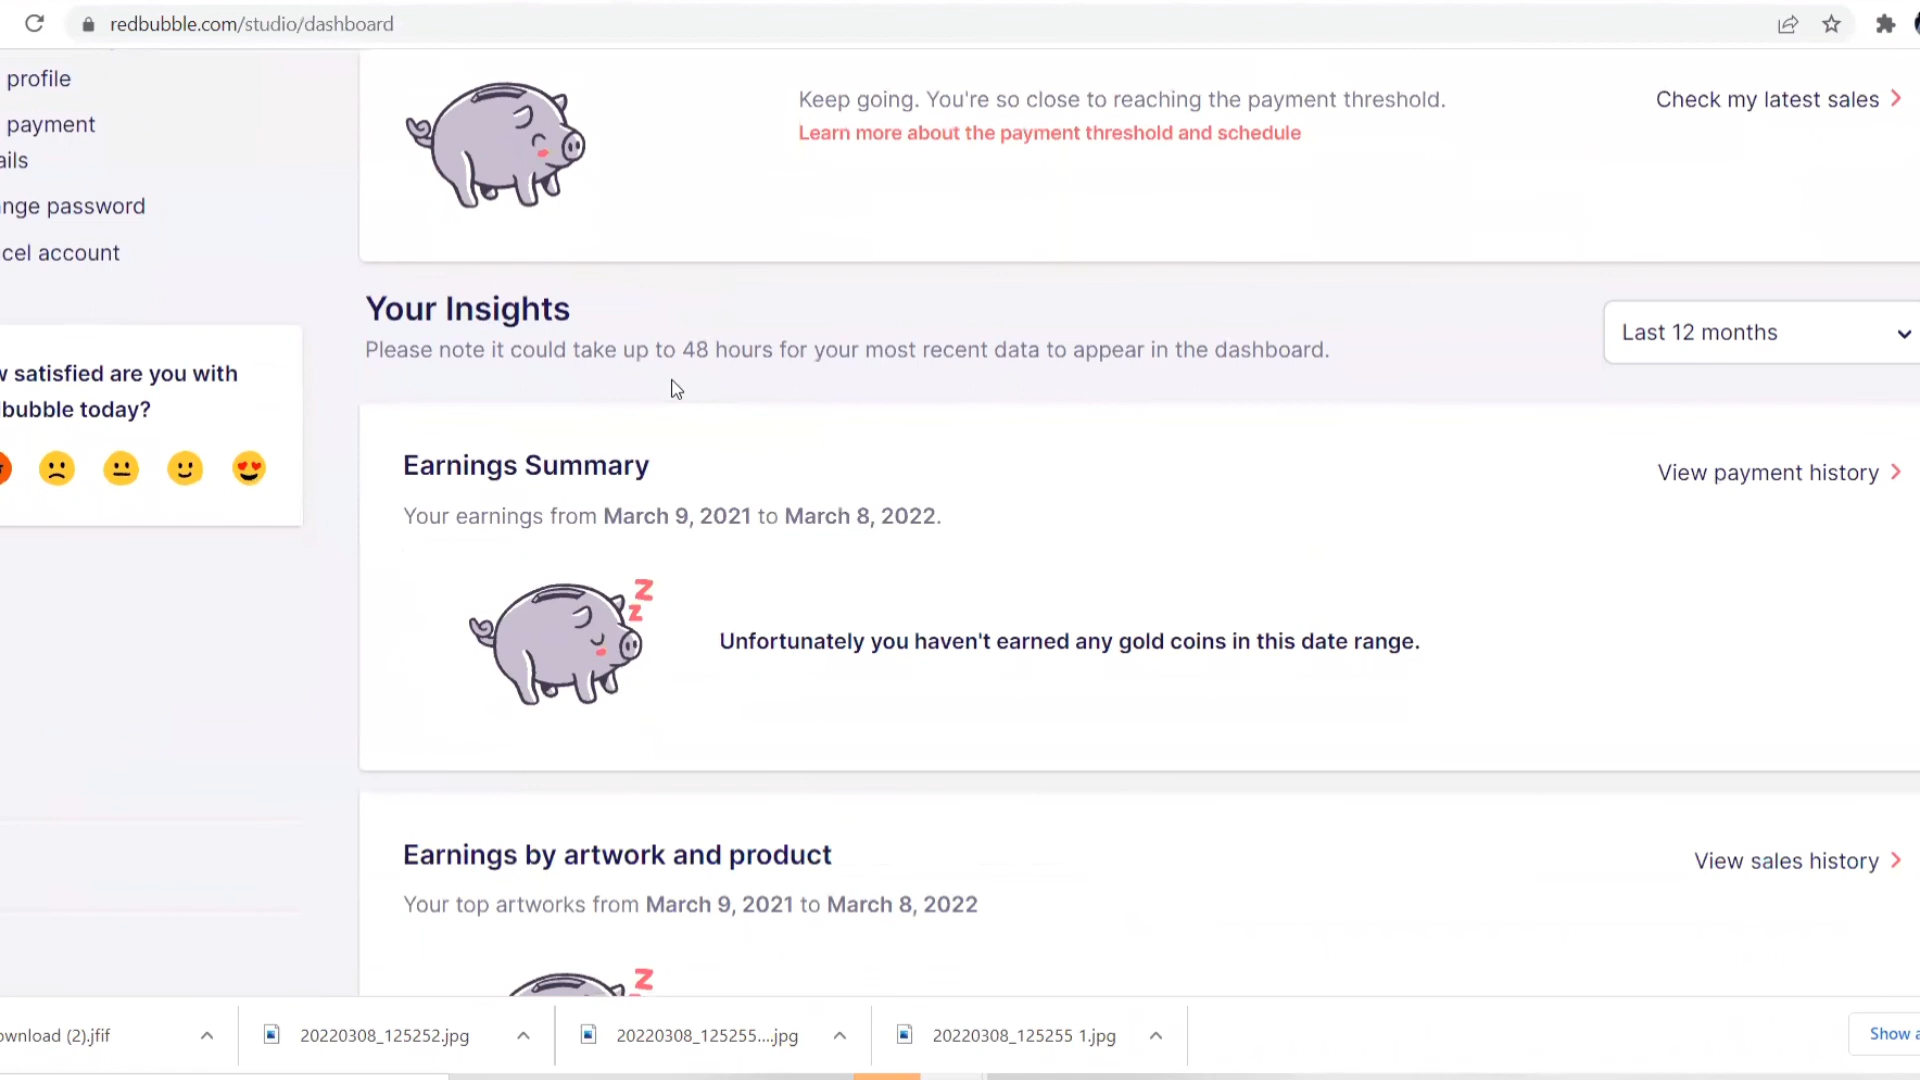 redbubble.com/studio/dashboard
profile
payment
ails
ange password
cel account
Keep going. You're so close to reaching the payment threshold.
Learn more about the payment threshold and schedule
Check my latest sales
Your Insights
Please note it could take up to 48 hours for your most recent data to appear in the dashboard.
Last 12 months
w satisfied are you with
lbubble today?
Earnings Summary
View payment history
Your earnings from March 9, 2021 to March 8, 2022.
Z
Z
Unfortunately you haven't earned any gold coins in this date range.
Earnings by artwork and product
View sales history
Your top artworks from March 9, 2021 to March 8, 2022
Z
ownload (2).jfif
20220308_125252.jpg
20220308_125255....jpg
20220308_125255 1.jpg
Show a